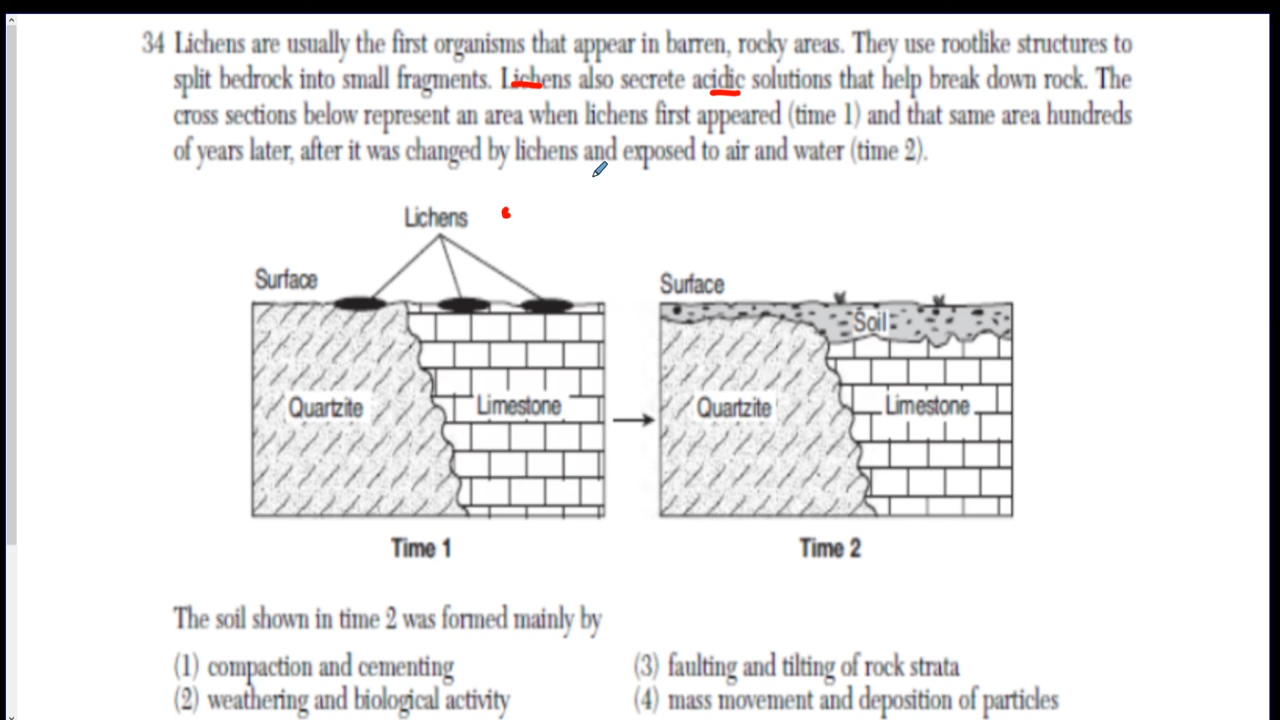 34 Lichens are usually the first organisms that appear in barren, rocky areas. They use rootlike structures to
split bedrock into small fragments. Lichens also secrete acidic solutions that help break down rock. The
cross sections below represent an area when lichens first appeared (time 1) and that same area hundreds
of years later, after it was changed by lichens and exposed to air and water (time 2).
Lichens
Surface
Surface
Soil
Quartzite
Limestone
Quartzite
Limestone
Time 1
Time 2
The soil shown in time 2 was formed mainly by
(1) compaction and cementing
(3) faulting and tilting of rock strata
(2) weathering and biological activity
(4) mass movement and deposition of particles